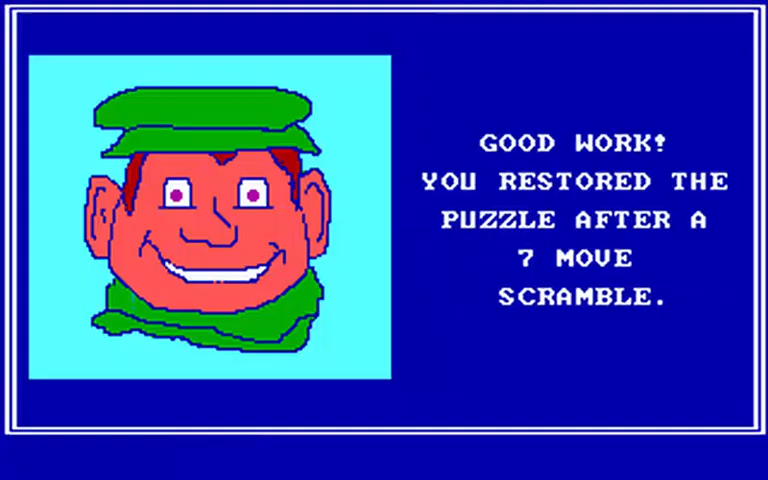 GOOD WORK!
YOU RESTORED THE
PUZZLE AFTER A
7 MOVE
SCRAMBLE.